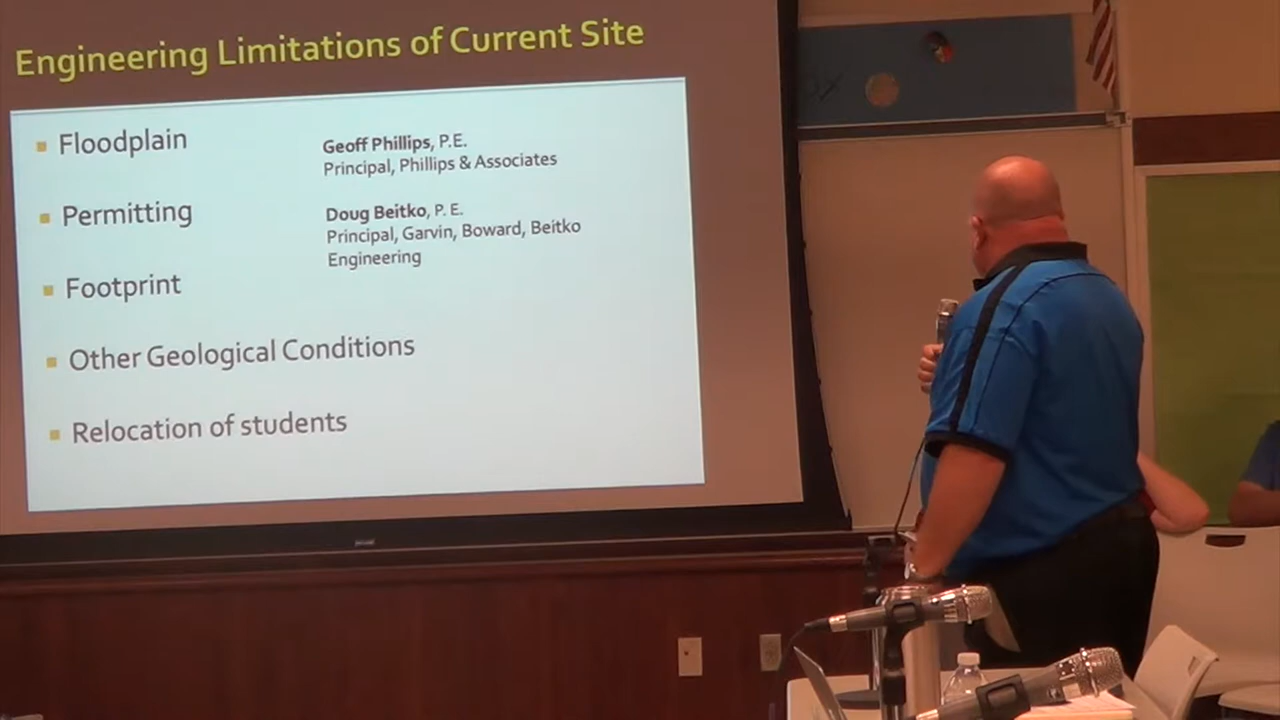 Engineering Limitations of Current Site
Floodplain
Permitting
Footprint
Other Geological Conditions
Relocation of students
Geoff Phillips, P.E.
Principal, Phillips & Associates
Doug Beitko, P. E.
Principal, Garvin, Boward, Beitko
Engineering